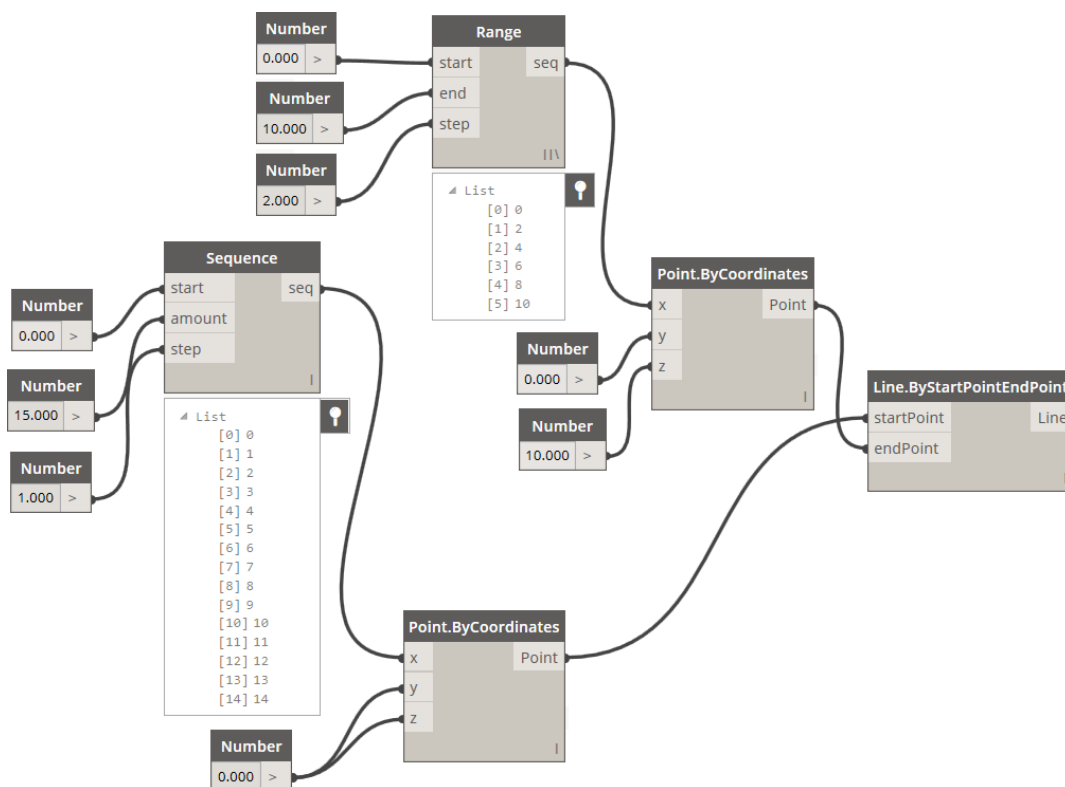 Number
0.000 >
Number
10.000 >
Number
2.000 >
Range
start seq
end
step
||\
List
[0] 0
[1] 2
[2] 4
[3] 6
[4] 8
[5] 10
Sequence
start seq
amount
step
|
Number
0.000 >
Number
15.000 >
Number
1.000 >
List
[0] 0
[1] 1
[2] 2
[3] 3
[4] 4
[5] 5
[6] 6
[7] 7
[8] 8
[9] 9
[10] 10
[11] 11
[12] 12
[13] 13
[14] 14
Point.ByCoordinates
x Point
y
z
|
Number
0.000 >
Number
10.000 >
Line.ByStartPointEndPoint
startPoint Line
endPoint
Point.ByCoordinates
x Point
y
z
|
Number
0.000 >